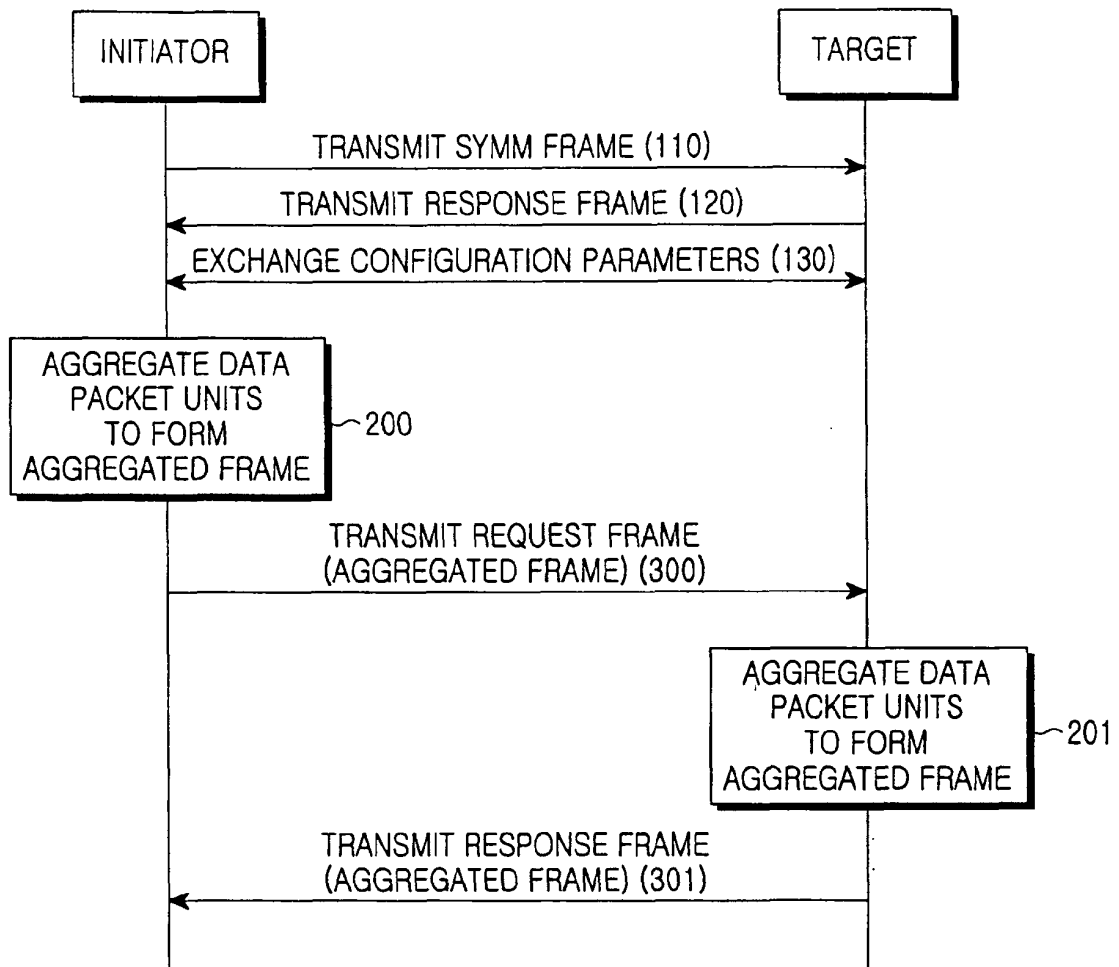 INITIATOR
TARGET
TRANSMIT SYMM FRAME (110)
TRANSMIT RESPONSE FRAME (120)
EXCHANGE CONFIGURATION PARAMETERS (130)
AGGREGATE DATA
PACKET UNITS
TO FORM
AGGREGATED FRAME
200
TRANSMIT REQUEST FRAME
(AGGREGATED FRAME) (300)
AGGREGATE DATA
PACKET UNITS
TO FORM
AGGREGATED FRAME
201
TRANSMIT RESPONSE FRAME
(AGGREGATED FRAME) (301)